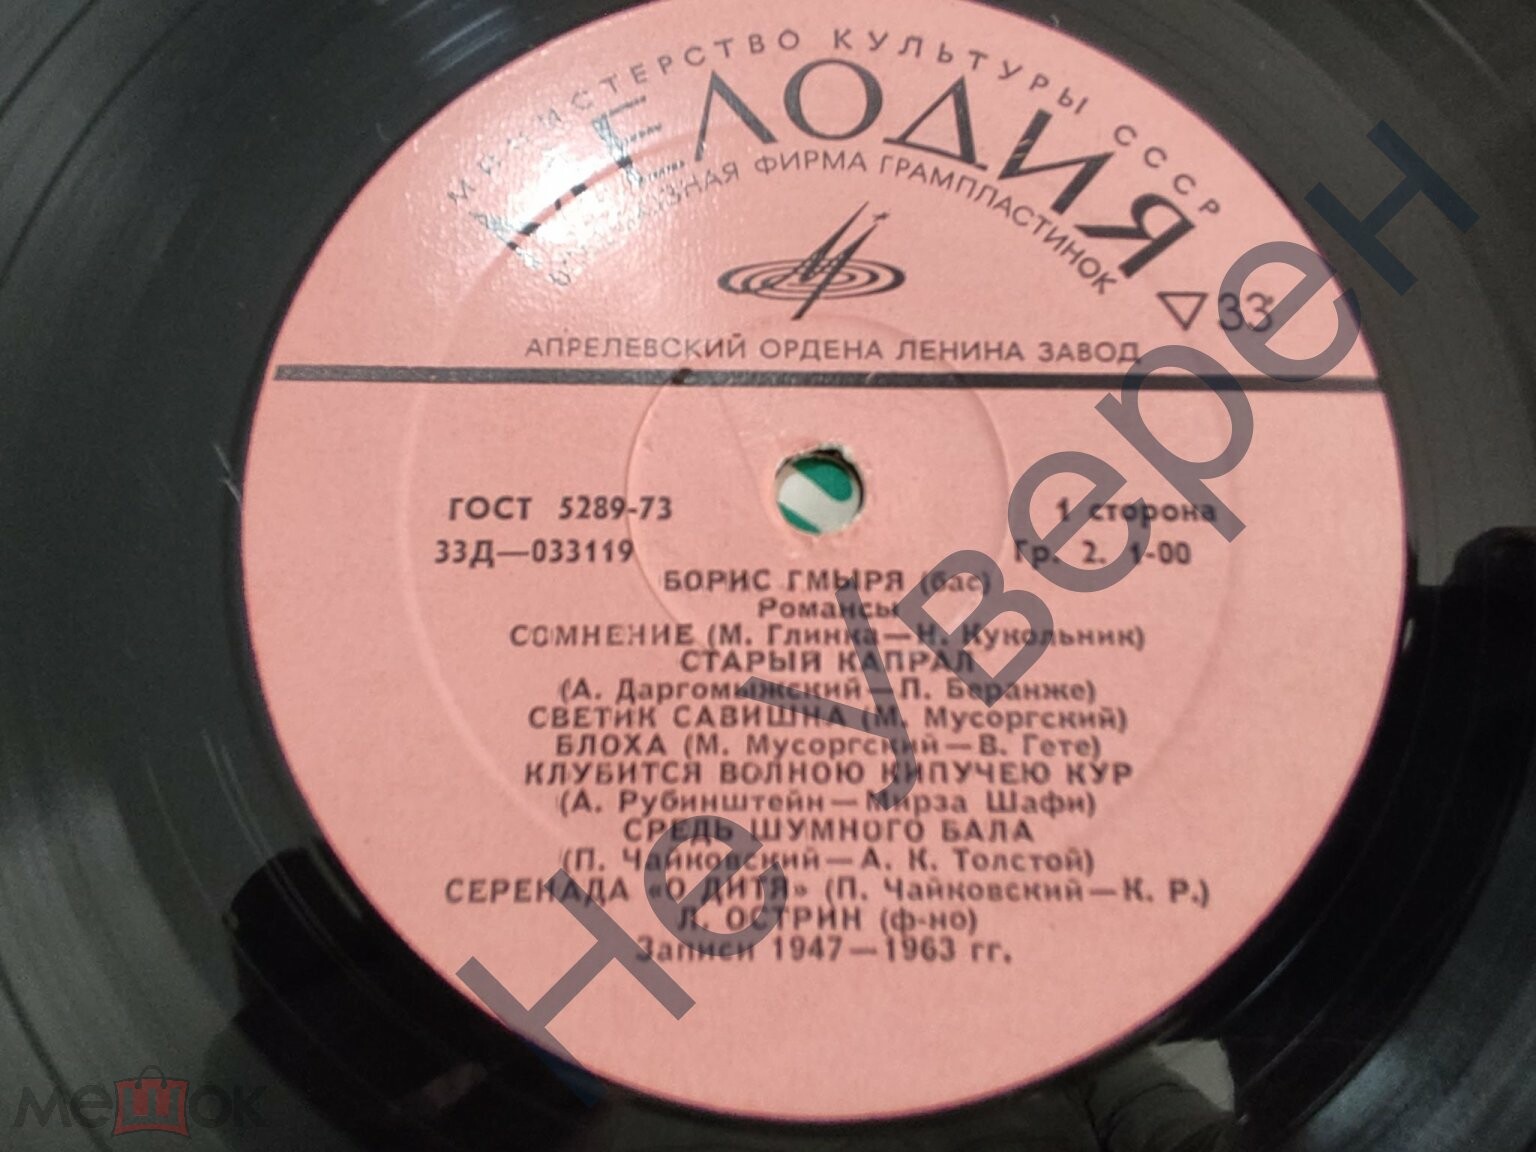 МИНИСТЕРСТВО КУЛЬТУРЫ СССР
МЕЛОДИЯ
ВСЕСОЮЗНАЯ ФИРМА ГРАМПЛАСТИНОК
33
АПРЕЛЕВСКИЙ ОРДЕНА ЛЕНИНА ЗАВОД
ГОСТ 5289-73 1 сторона
33Д—033119 Гр. 2. 1-00
БОРИС ГМЫРЯ (бас)
Романсы
СОМНЕНИЕ (М. Глинка—Н. Кукольник)
СТАРЫЙ КАПРАЛ
(А. Даргомыжский—П. Беранже)
СВЕТИК САВИШНА (М. Мусоргский)
БЛОХА (М. Мусоргский—В. Гете)
КЛУБИТСЯ ВОЛНОЮ КИПУЧЕЮ КУР
(А. Рубинштейн—Мирза Шафи)
СРЕДЬ ШУМНОГО БАЛА
(П. Чайковский—А. К. Толстой)
СЕРЕНАДА «О ДИТЯ» (П. Чайковский—К. Р.)
Л. ОСТРИН (ф-но)
Записи 1947—1963 гг.
Не Уверен
мешок